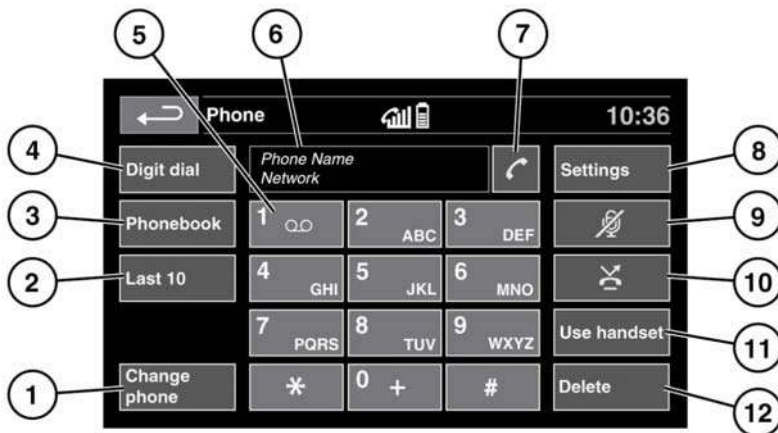 5
6
7
Phone
10:36
4
Digit dial
Phone Name
Network
Settings
8
3
Phonebook
1
2 ABC
3 DEF
9
2
Last 10
4 GHI
5 JKL
6 MNO
10
7 PQRS
8 TUV
9 WXYZ
Use handset
11
1
Change
phone
*
0 +
#
Delete
12